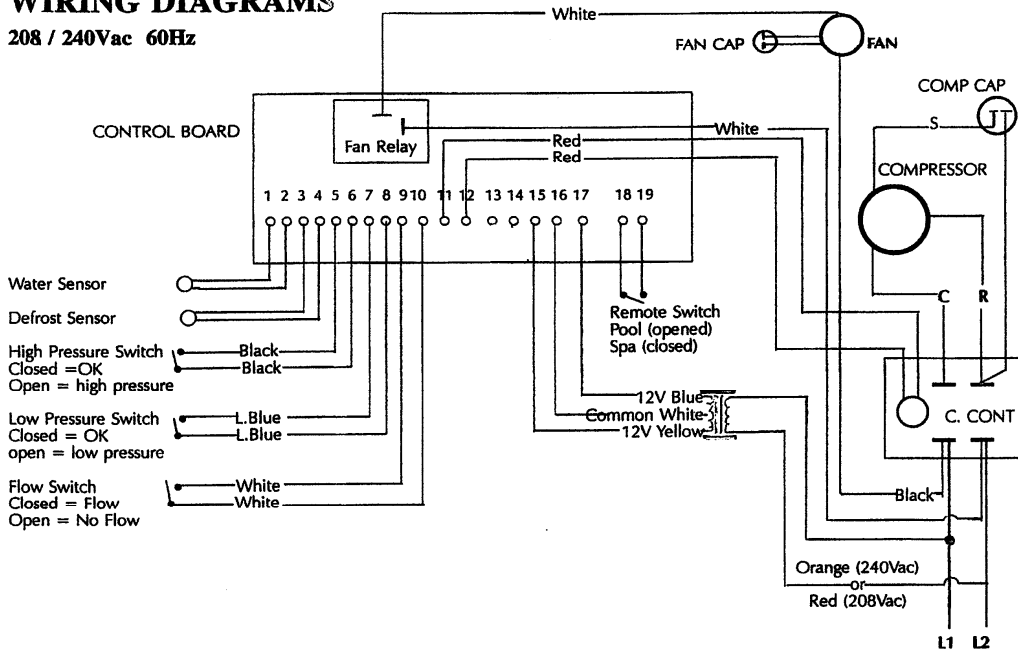 WIRING DIAGRAMS
208 / 240Vac 60Hz
White
FAN CAP
FAN
COMP CAP
S
CONTROL BOARD
Fan Relay
White
Red
Red
COMPRESSOR
1 2 3 4 5 6 7 8 9 10 11 12 13 14 15 16 17 18 19
Water Sensor
C R
Defrost Sensor
Remote Switch
Pool (opened)
Spa (closed)
High Pressure Switch
Closed =OK
Open = high pressure
Black
Black
12V Blue
Common White
12V Yellow
Low Pressure Switch
Closed = OK
open = low pressure
L.Blue
L.Blue
C. CONT
Flow Switch
Closed = Flow
Open = No Flow
White
White
Black
Orange (240Vac)
or
Red (208Vac)
L1 L2